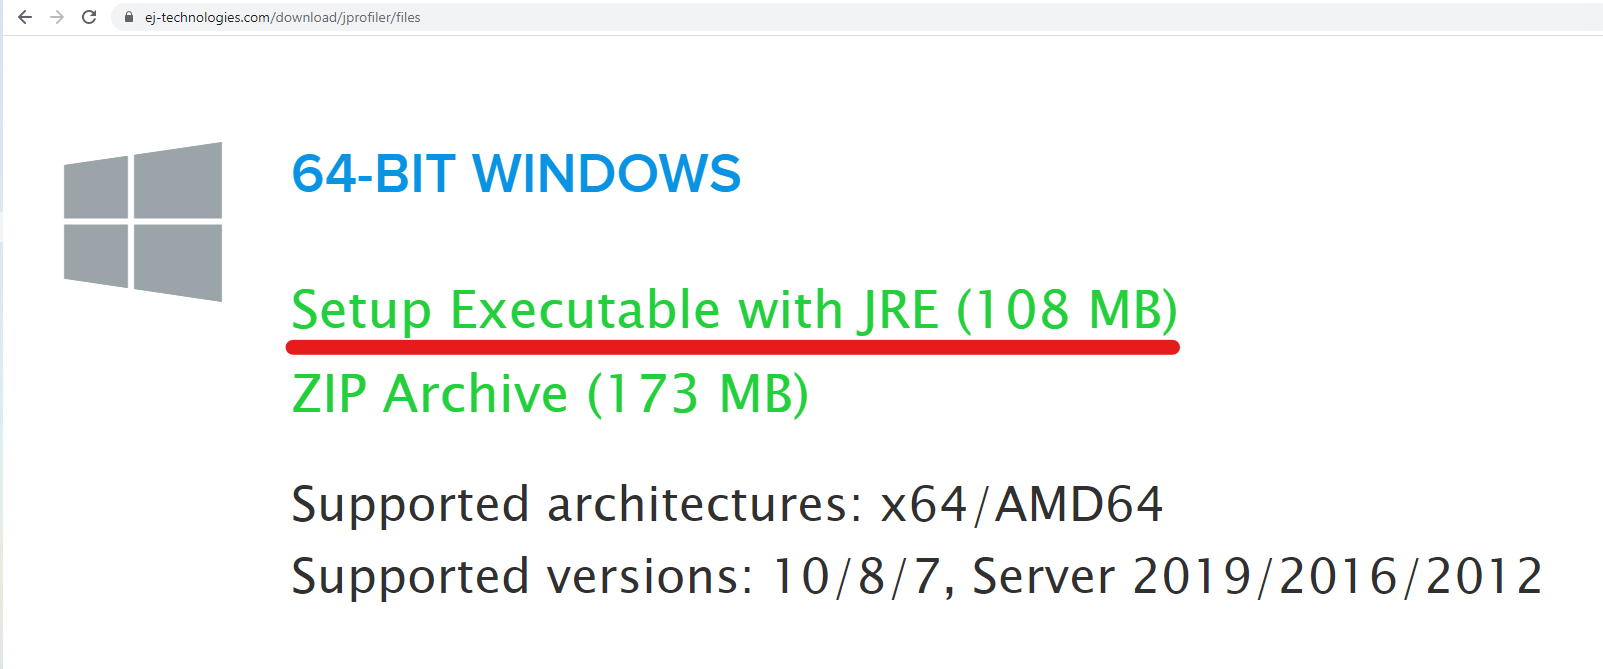 ej-technologies.com/download/jprofiler/files
64-BIT WINDOWS
Setup Executable with JRE (108 MB)
ZIP Archive (173 MB)
Supported architectures: x64/AMD64
Supported versions: 10/8/7, Server 2019/2016/2012